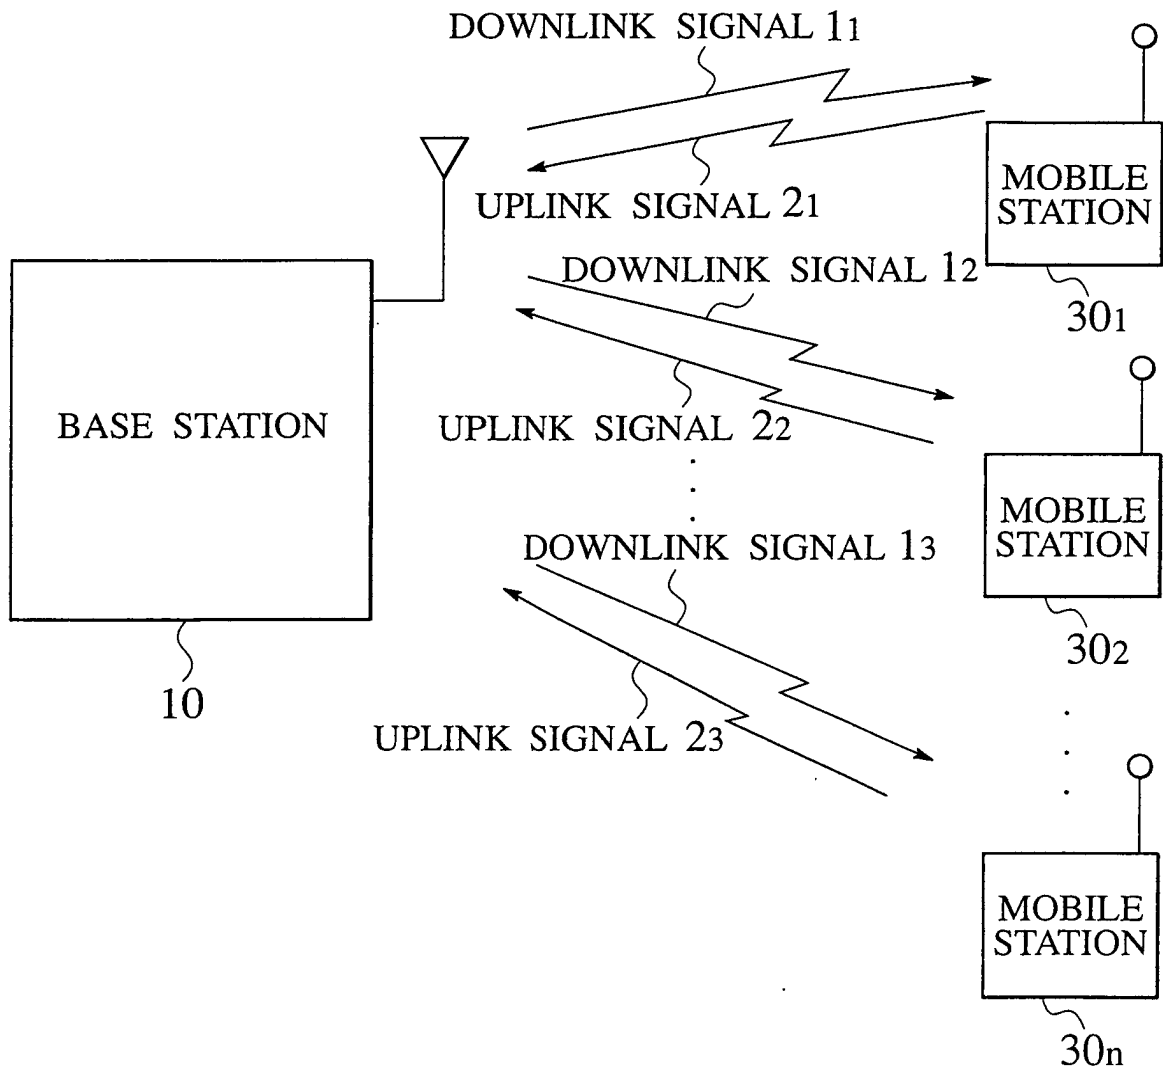 DOWNLINK SIGNAL 11
UPLINK SIGNAL 21
MOBILE
STATION
301
DOWNLINK SIGNAL 12
BASE STATION
UPLINK SIGNAL 22
MOBILE
STATION
302
DOWNLINK SIGNAL 13
10
UPLINK SIGNAL 23
MOBILE
STATION
30n